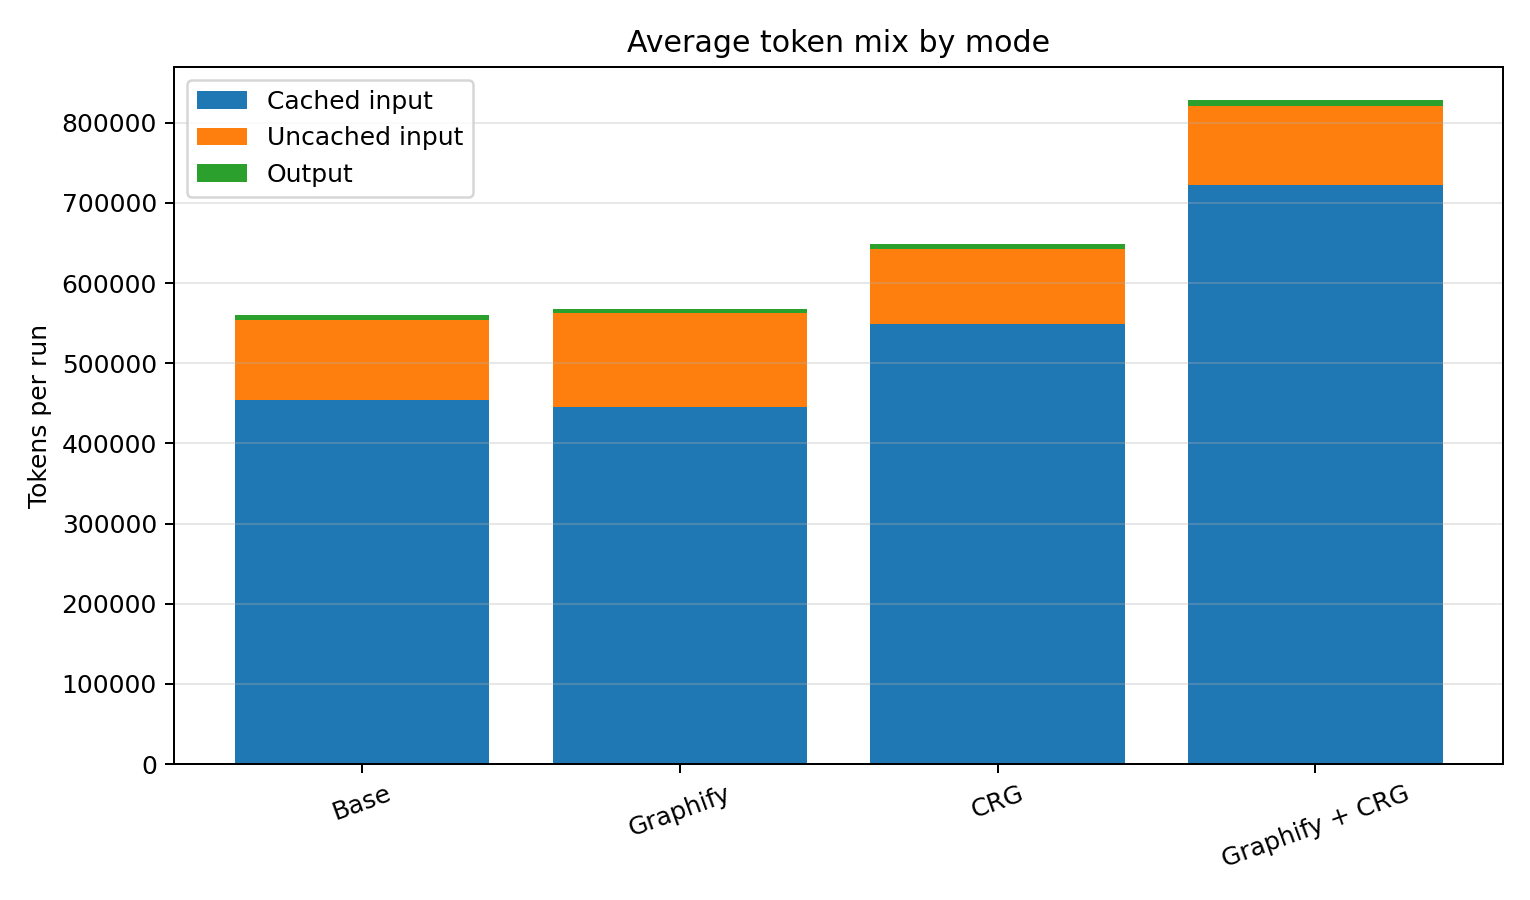 Average token mix by mode
Cached input
Uncached input
Output
Tokens per run
800000
700000
600000
500000
400000
300000
200000
100000
0
Base
Graphify
CRG
Graphify + CRG